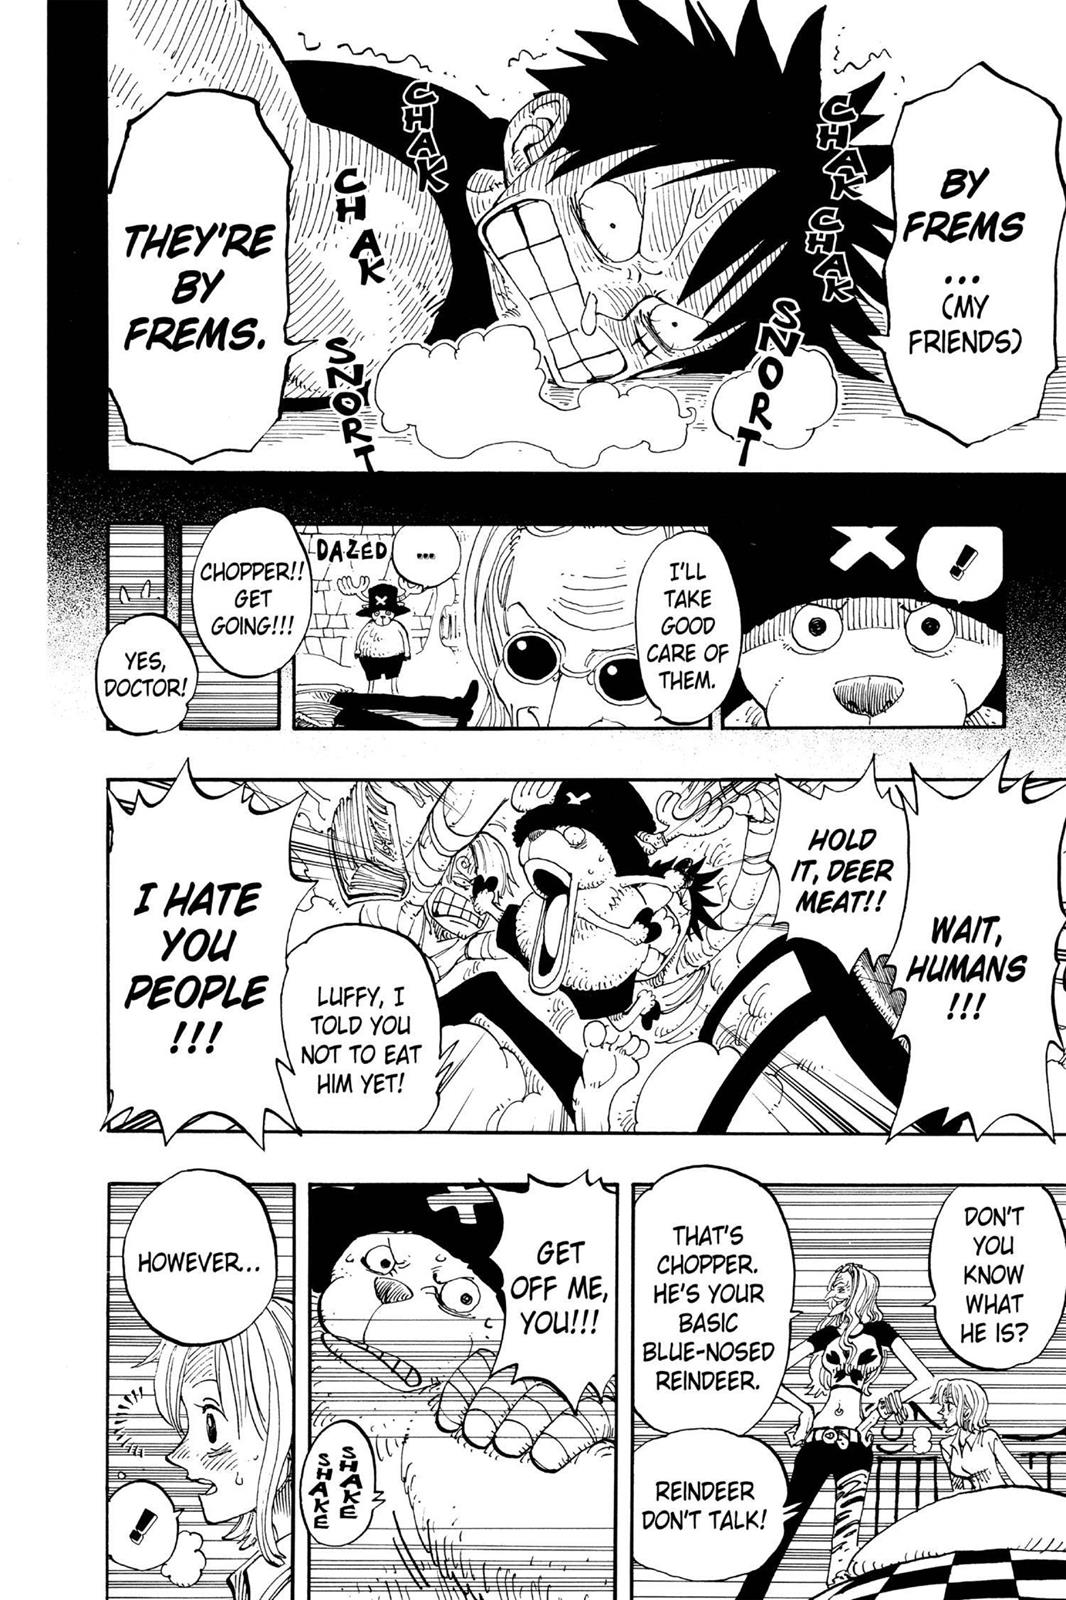 BY
FREMS
...
(MY
FRIENDS)
CHAK
CHAK
SNORT
CHAK
CHAK
SNORT
THEY'RE
BY
FREMS.
!
I'LL
TAKE
GOOD
CARE OF
THEM.
...
DAZED
CHOPPER!!
GET
GOING!!!
YES,
DOCTOR!
WAIT,
HUMANS
!!!
HOLD
IT, DEER
MEAT!!
LUFFY, I
TOLD YOU
NOT TO EAT
HIM YET!
I HATE
YOU
PEOPLE
!!!
DON'T
YOU
KNOW
WHAT
HE IS?
THAT'S
CHOPPER.
HE'S YOUR
BASIC
BLUE-NOSED
REINDEER.
REINDEER
DON'T TALK!
GET
OFF ME,
YOU!!!
SHAKE
SHAKE
HOWEVER...
!!